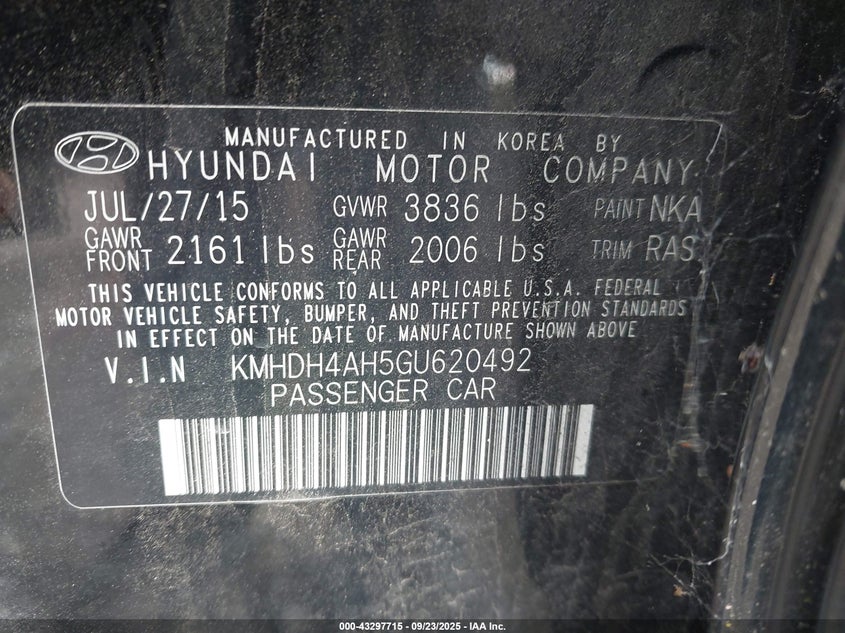 MANUFACTURED IN KOREA BY
HYUNDAI MOTOR COMPANY
JUL/27/15 GVWR 3836 lbs PAINT NKA
GAWR FRONT 2161 lbs GAWR REAR 2006 lbs TRIM RAS
THIS VEHICLE CONFORMS TO ALL APPLICABLE U.S.A. FEDERAL
MOTOR VEHICLE SAFETY, BUMPER, AND THEFT PREVENTION STANDARDS
IN EFFECT ON THE DATE OF MANUFACTURE SHOWN ABOVE
V.I.N KMHDH4AH5GU620492
PASSENGER CAR
000-43297715 - 09/23/2025 - IAA Inc.